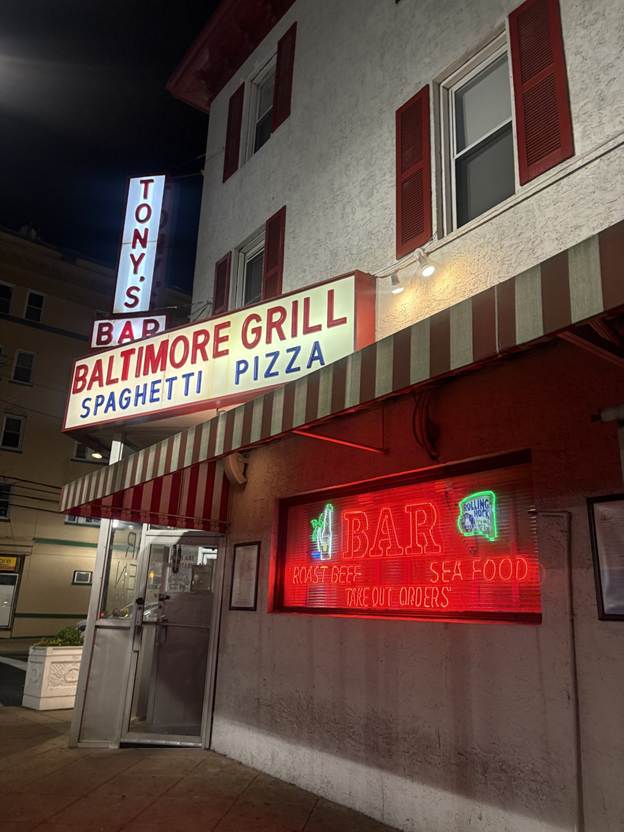 TONY'S
BAR
BALTIMORE GRILL
SPAGHETTI PIZZA
BAR
ROLLING
ROCK
ROAST BEEF SEA FOOD
TAKE OUT ORDERS